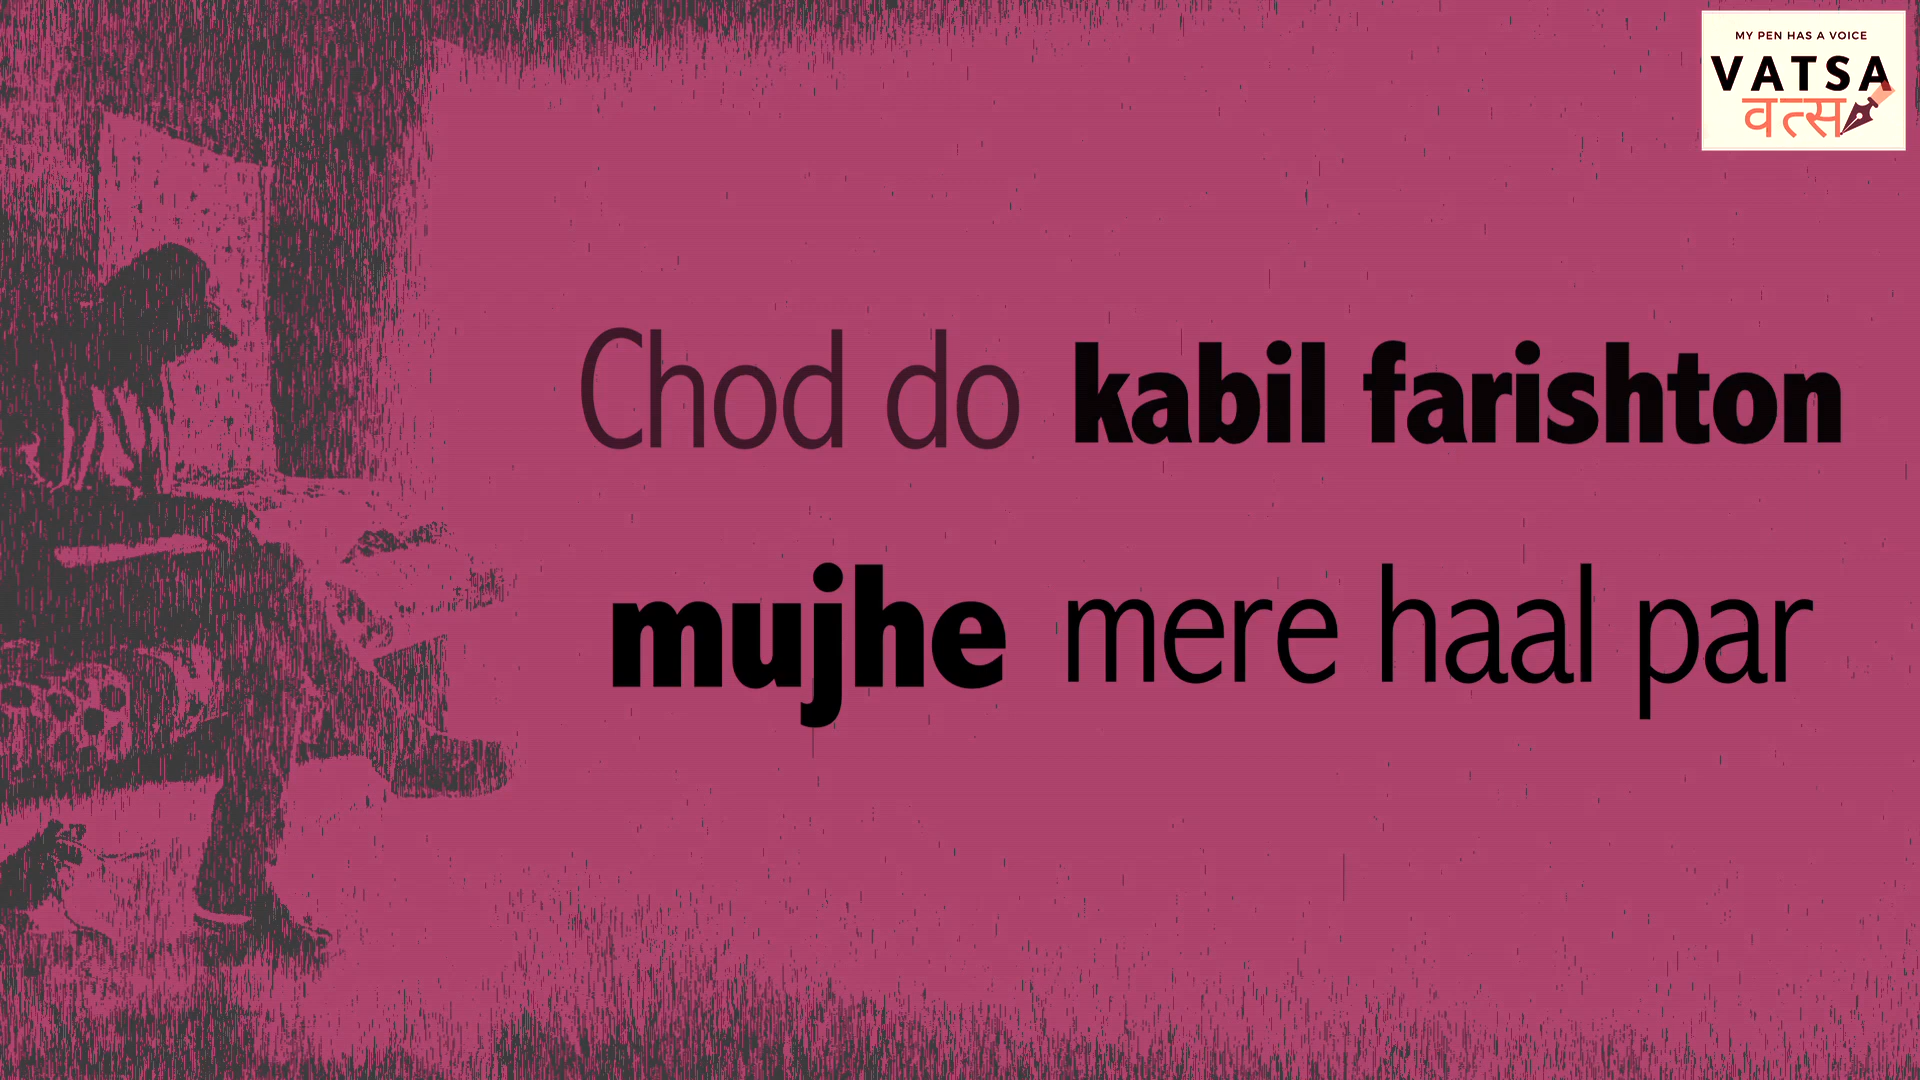 MY PEN HAS A VOICE
VATSA
वत्स
Chod do kabil farishton
mujhe mere haal par